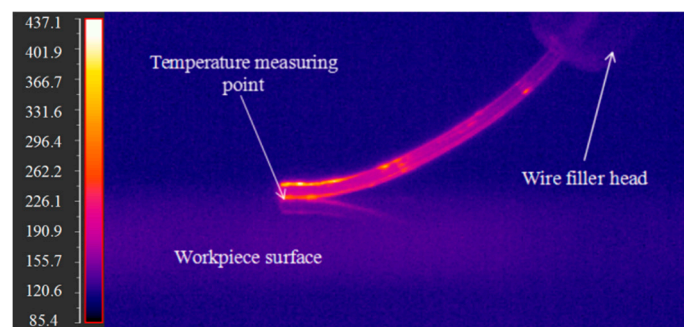 437.1
401.9
366.7
331.6
296.4
262.2
226.1
190.9
155.7
120.6
85.4
Temperature measuring
point
Wire filler head
Workpiece surface